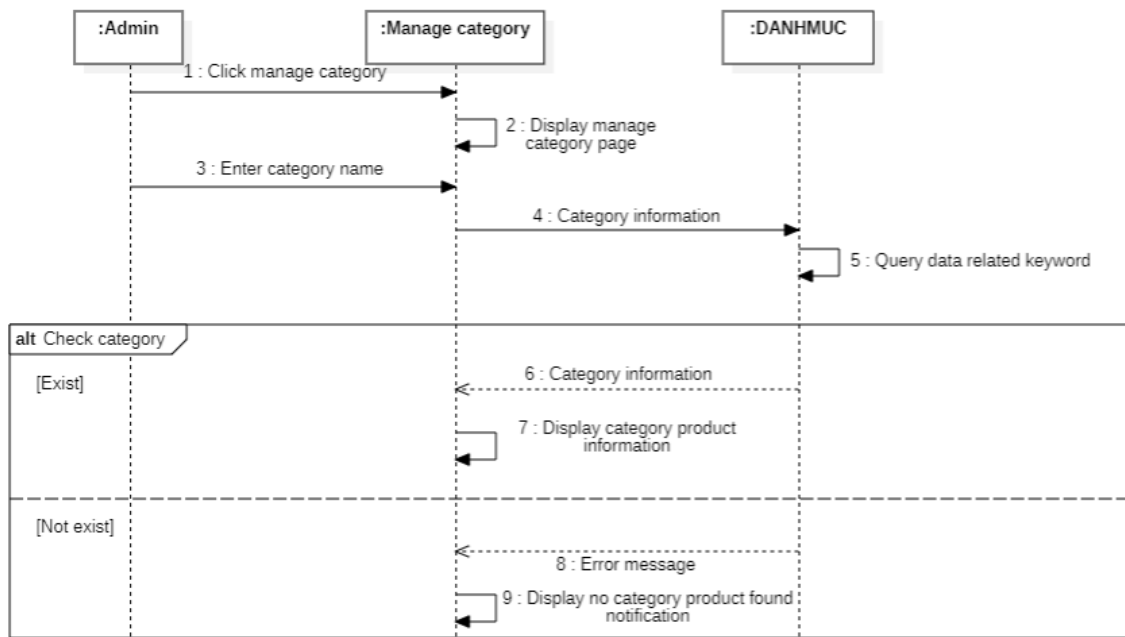 :Admin
:Manage category
:DANHMUC
1 : Click manage category
2 : Display manage
category page
3 : Enter category name
4 : Category information
5 : Query data related keyword
alt Check category
[Exist]
6 : Category information
7 : Display category product
information
[Not exist]
8 : Error message
9 : Display no category product found
notification